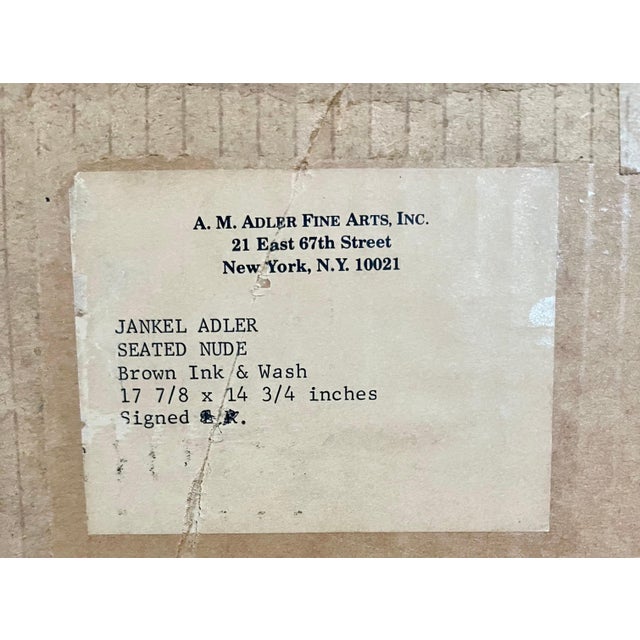 A. M. ADLER FINE ARTS, INC.
21 East 67th Street
New York, N.Y. 10021
JANKEL ADLER
SEATED NUDE
Brown Ink & Wash
17 7/8 x 14 3/4 inches
Signed